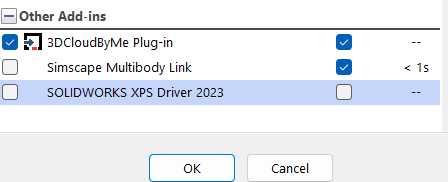 Other Add-ins
3DCloudByMe Plug-in --
Simscape Multibody Link < 1s
SOLIDWORKS XPS Driver 2023 --
OK Cancel